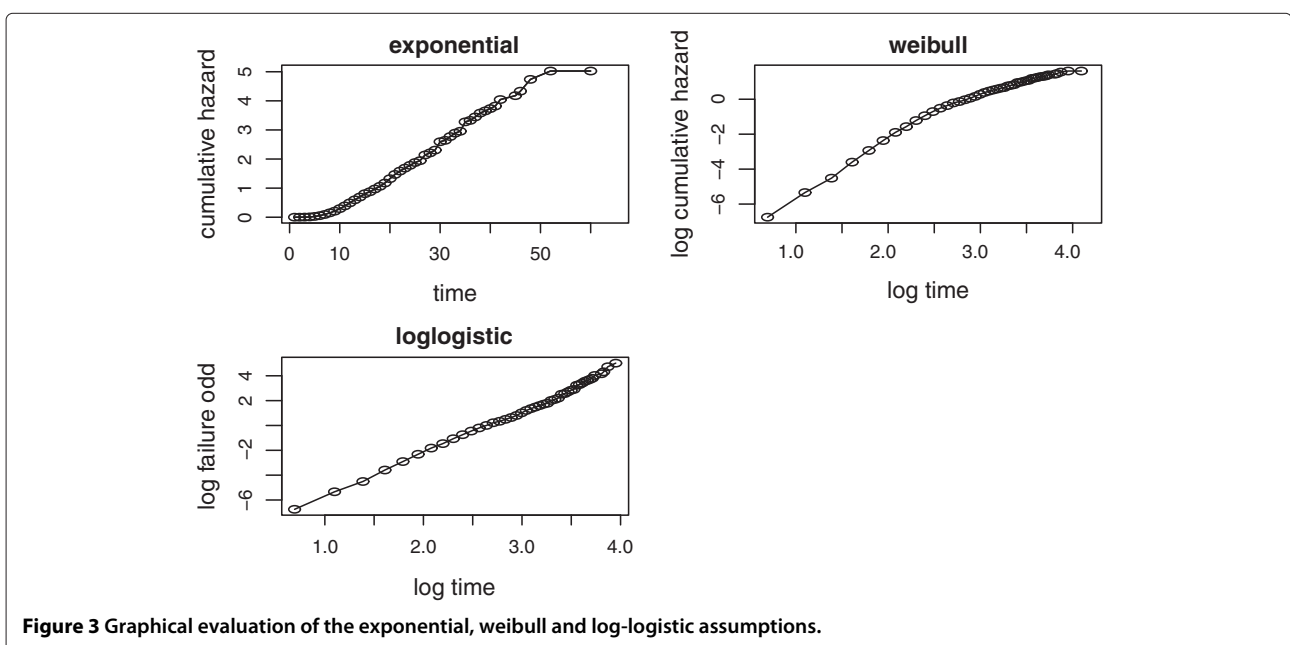 exponential
cumulative hazard
5
4
3
2
1
0
0 10 30 50
time
weibull
log cumulative hazard
0
−2
−4
−6
1.0 2.0 3.0 4.0
log time
loglogistic
log failure odd
4
2
−2
−6
1.0 2.0 3.0 4.0
log time
Figure 3 Graphical evaluation of the exponential, weibull and log-logistic assumptions.